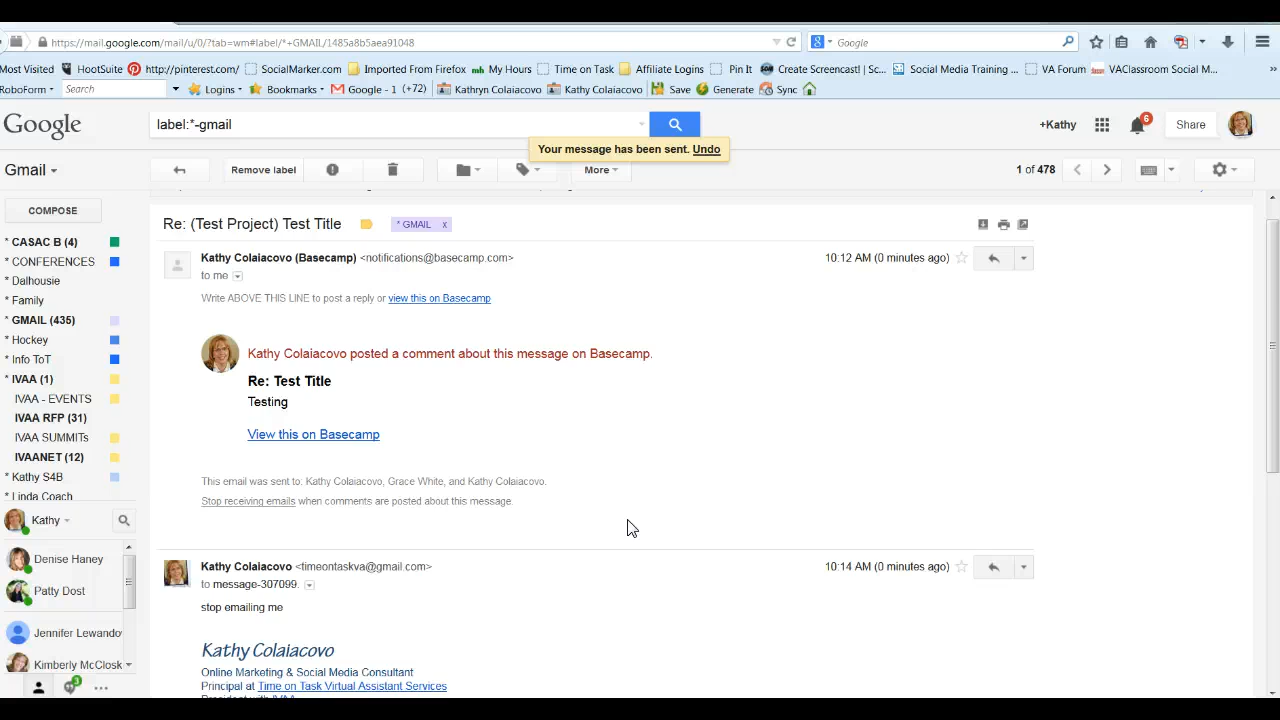 https://mail.google.com/mail/u/0/?tab=wm#label/*+GMAIL/1485a8b5aea91048
Google
Most Visited HootSuite http://pinterest.com/ SocialMarker.com Imported From Firefox My Hours Time on Task Affiliate Logins Pin It Create Screencast! | Sc... Social Media Training ... VA Forum VAClassroom Social M... »
RoboForm Search Logins Bookmarks Google - 1 (+72) Kathryn Colaiacovo Kathy Colaiacovo Save Generate Sync
Google label:*-gmail +Kathy 6 Share
Your message has been sent. Undo
Gmail Remove label More 1 of 478
COMPOSE
Re: (Test Project) Test Title * GMAIL x
* CASAC B (4)
* CONFERENCES
* Dalhousie
* Family
* GMAIL (435)
* Hockey
* Info ToT
* IVAA (1)
IVAA - EVENTS
IVAA RFP (31)
IVAA SUMMITs
IVAANET (12)
* Kathy S4B
* Linda Coach
Kathy
Denise Haney
Patty Dost
Jennifer Lewando
Kimberly McClosk
3
Kathy Colaiacovo (Basecamp) <notifications@basecamp.com> 10:12 AM (0 minutes ago)
to me
Write ABOVE THIS LINE to post a reply or view this on Basecamp
Kathy Colaiacovo posted a comment about this message on Basecamp.
Re: Test Title
Testing
View this on Basecamp
This email was sent to: Kathy Colaiacovo, Grace White, and Kathy Colaiacovo.
Stop receiving emails when comments are posted about this message.
Kathy Colaiacovo <timeontaskva@gmail.com> 10:14 AM (0 minutes ago)
to message-307099.
stop emailing me
Kathy Colaiacovo
Online Marketing & Social Media Consultant
Principal at Time on Task Virtual Assistant Services
President with IVAA